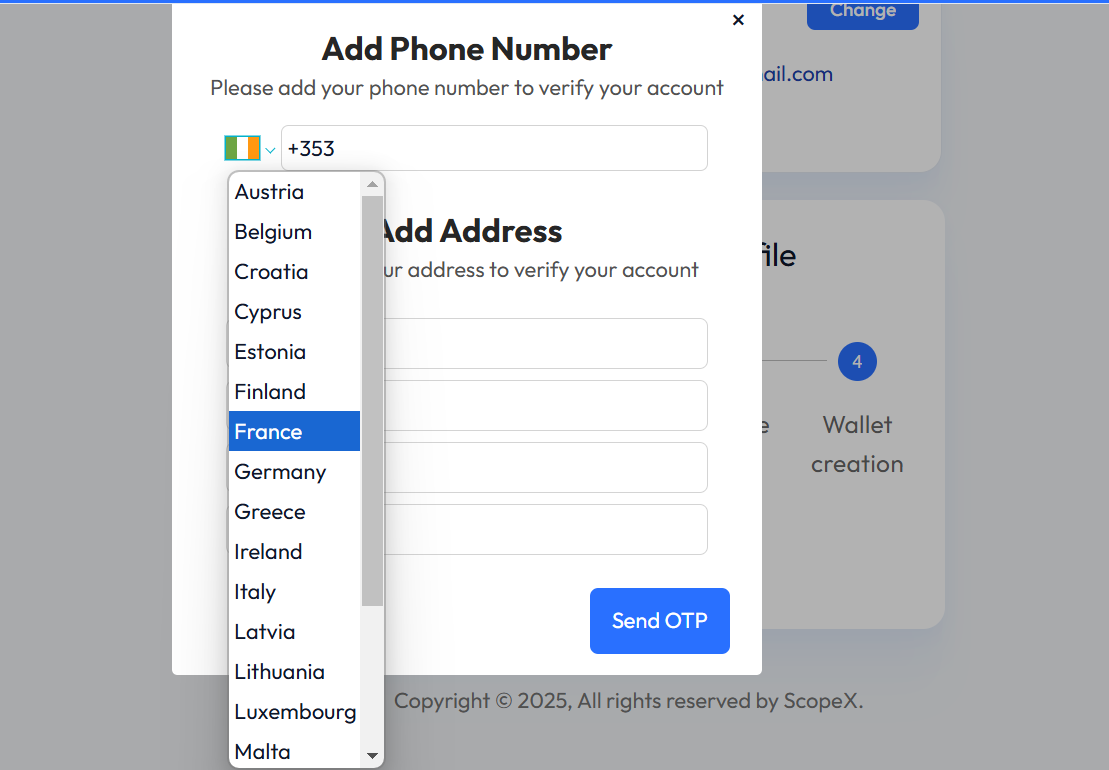 Change
×
Add Phone Number
Please add your phone number to verify your account
ail.com
+353
Austria
Belgium
Croatia
Cyprus
Estonia
Finland
France
Germany
Greece
Ireland
Italy
Latvia
Lithuania
Luxembourg
Malta
Add Address
ur address to verify your account
file
4
e
Wallet
creation
Send OTP
Copyright © 2025, All rights reserved by ScopeX.